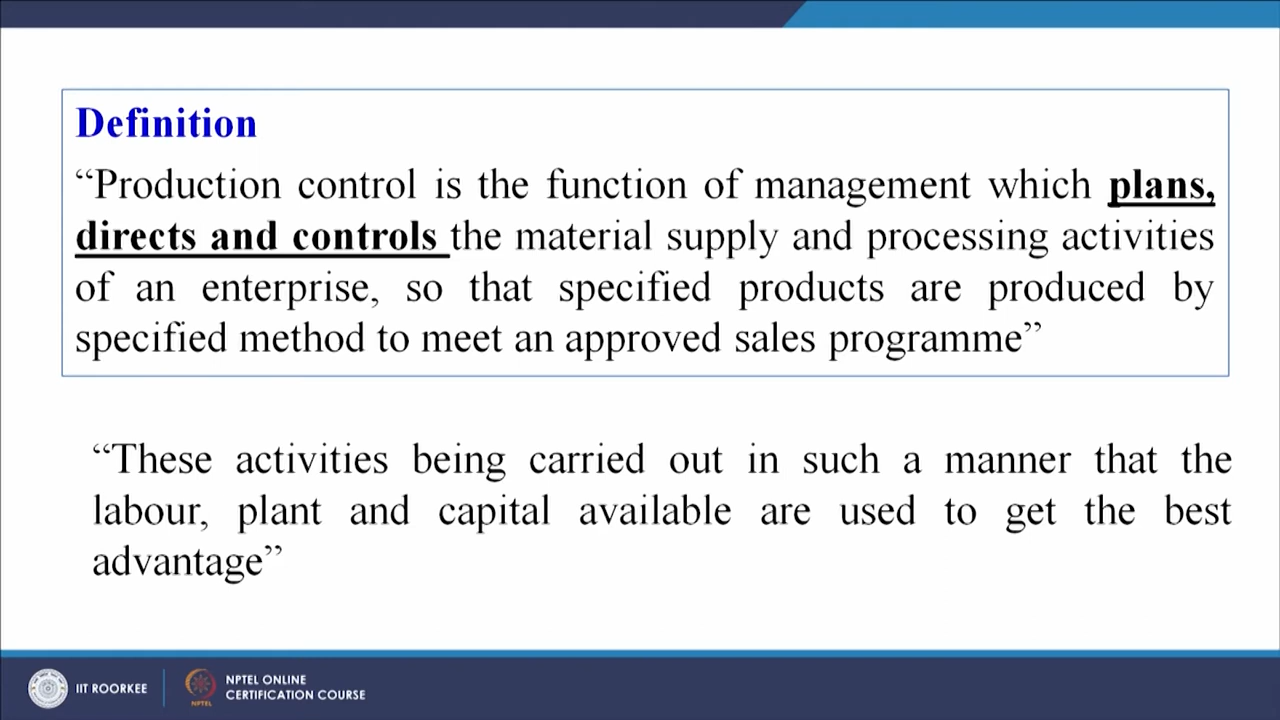 Definition
“Production control is the function of management which plans,
directs and controls the material supply and processing activities
of an enterprise, so that specified products are produced by
specified method to meet an approved sales programme”
“These activities being carried out in such a manner that the
labour, plant and capital available are used to get the best
advantage”
IIT ROORKEE
NPTEL
NPTEL ONLINE
CERTIFICATION COURSE